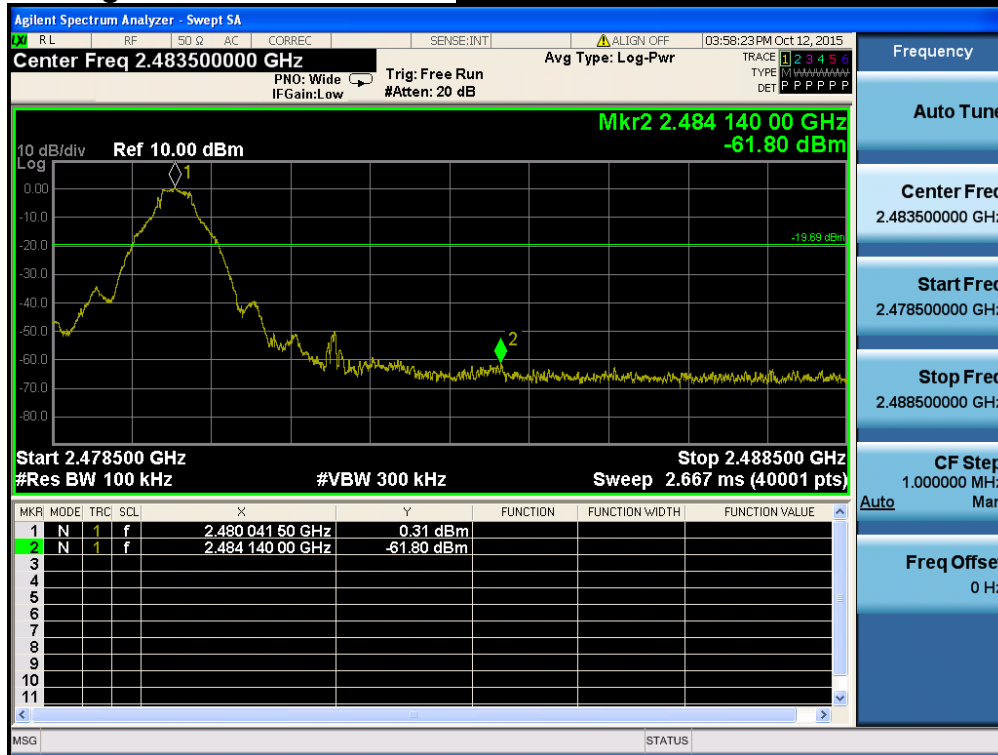 Agilent Spectrum Analyzer - Swept SA
LXI RL RF 50 Ω AC CORREC SENSE:INT ALIGN OFF 03:58:23 PM Oct 12, 2015
Center Freq 2.483500000 GHz
PNO: Wide
IFGain:Low
Trig: Free Run
#Atten: 20 dB
Avg Type: Log-Pwr
TRACE 1 2 3 4 5 6
TYPE M
DET P P P P P P
Mkr2 2.484 140 00 GHz
-61.80 dBm
10 dB/div Ref 10.00 dBm
Log
1
0.00
-10.0
-19.69 dBm
-20.0
-30.0
-40.0
-50.0
2
-60.0
-70.0
-80.0
Start 2.478500 GHz Stop 2.488500 GHz
#Res BW 100 kHz #VBW 300 kHz Sweep 2.667 ms (40001 pts)
MKR MODE TRC SCL X Y FUNCTION FUNCTION WIDTH FUNCTION VALUE
1 N 1 f 2.480 041 50 GHz 0.31 dBm
2 N 1 f 2.484 140 00 GHz -61.80 dBm
3
4
5
6
7
8
9
10
11
MSG STATUS
Frequency
Auto Tune
Center Freq
2.483500000 GHz
Start Freq
2.478500000 GHz
Stop Freq
2.488500000 GHz
CF Step
1.000000 MHz
Auto Man
Freq Offset
0 Hz